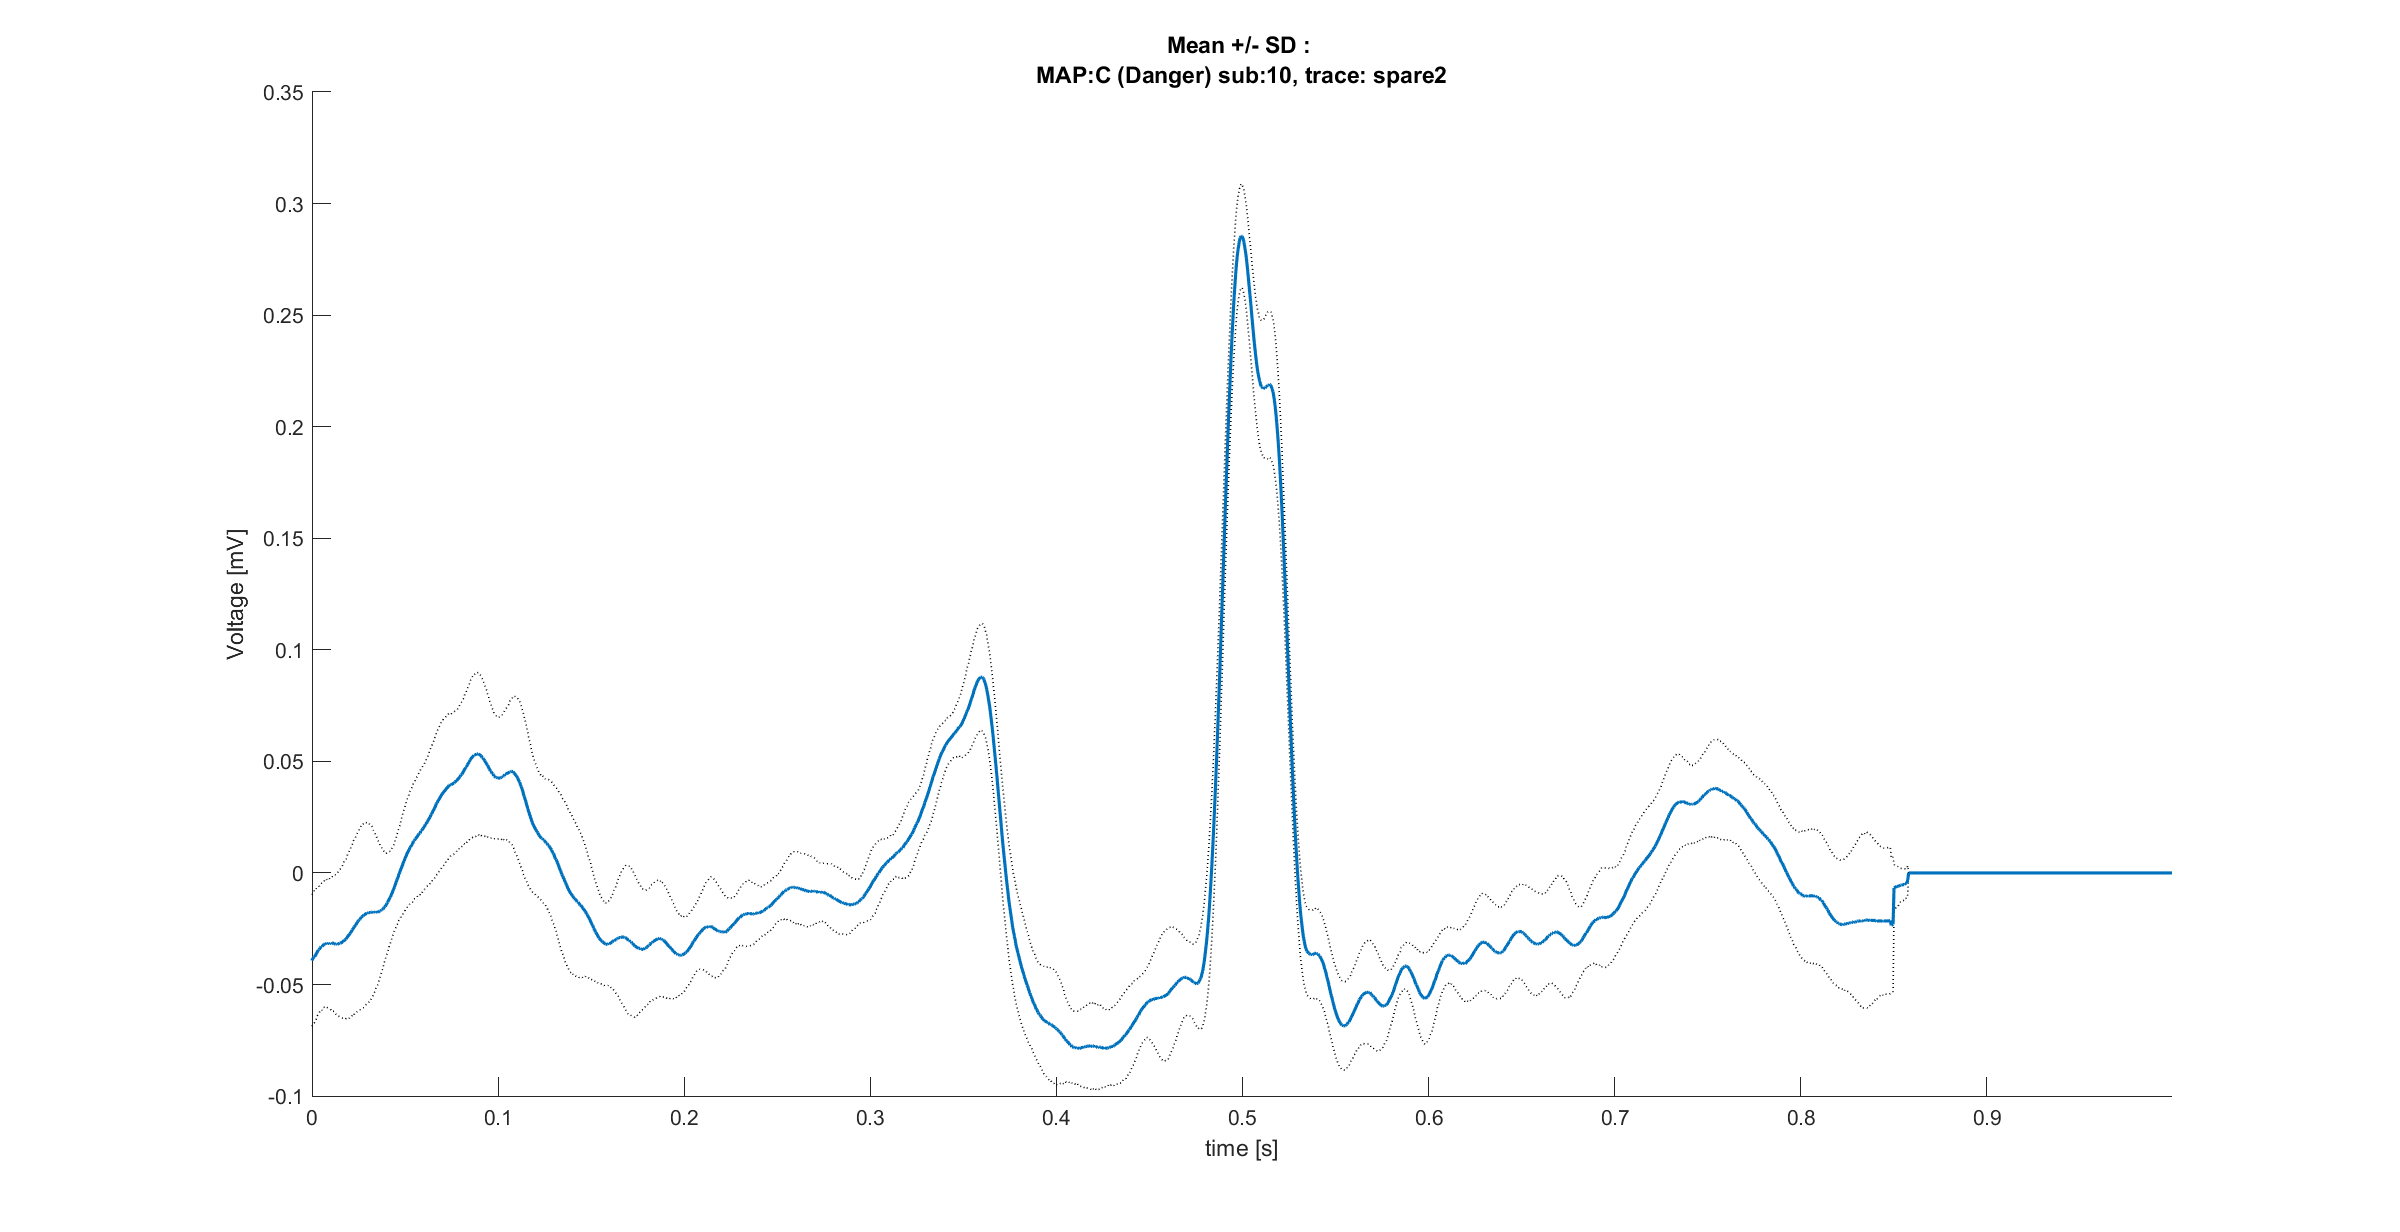 Mean +/- SD :
MAP:C (Danger) sub:10, trace: spare2
0.35
0.3
0.25
0.2
0.15
0.1
0.05
0
-0.05
-0.1
Voltage [mV]
0 0.1 0.2 0.3 0.4 0.5 0.6 0.7 0.8 0.9
time [s]